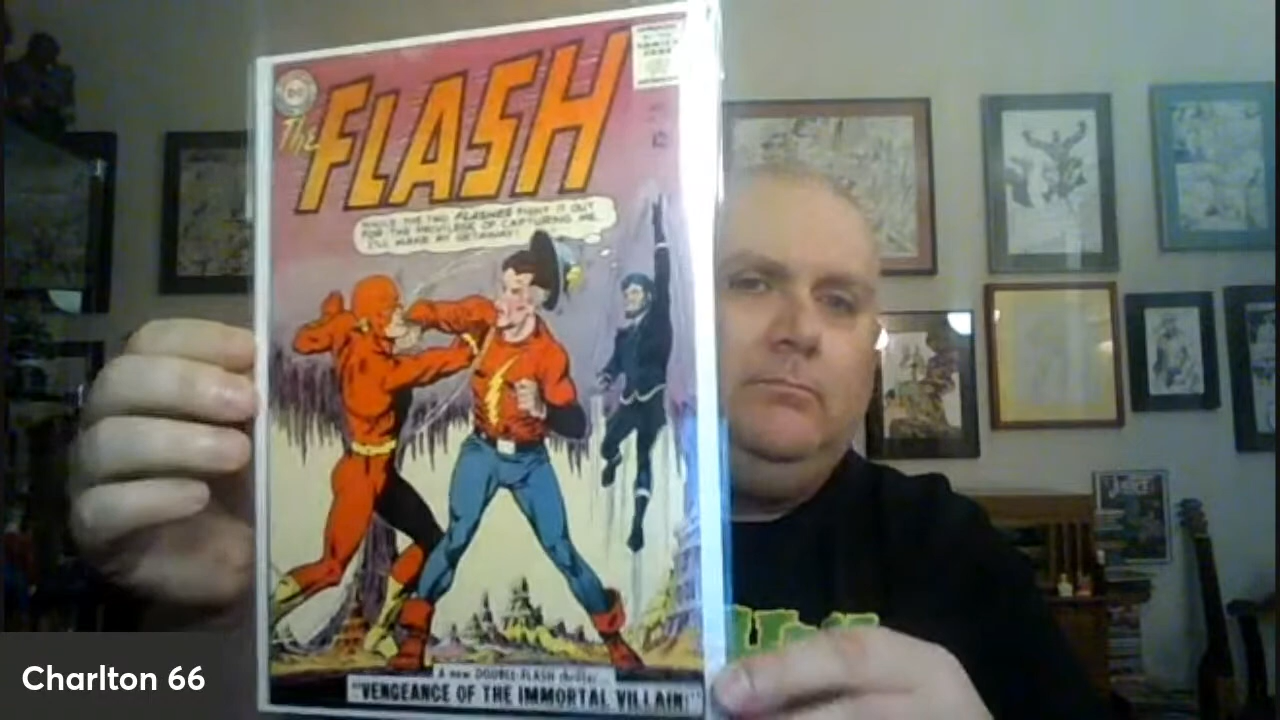 DC
The FLASH
WHILE THE TWO FLASHES FIGHT IT OUT
FOR THE PRIVILEGE OF CAPTURING ME,
I'LL MAKE MY GETAWAY!
A new DOUBLE-FLASH thriller
"VENGEANCE OF THE IMMORTAL VILLAIN!"
Charlton 66